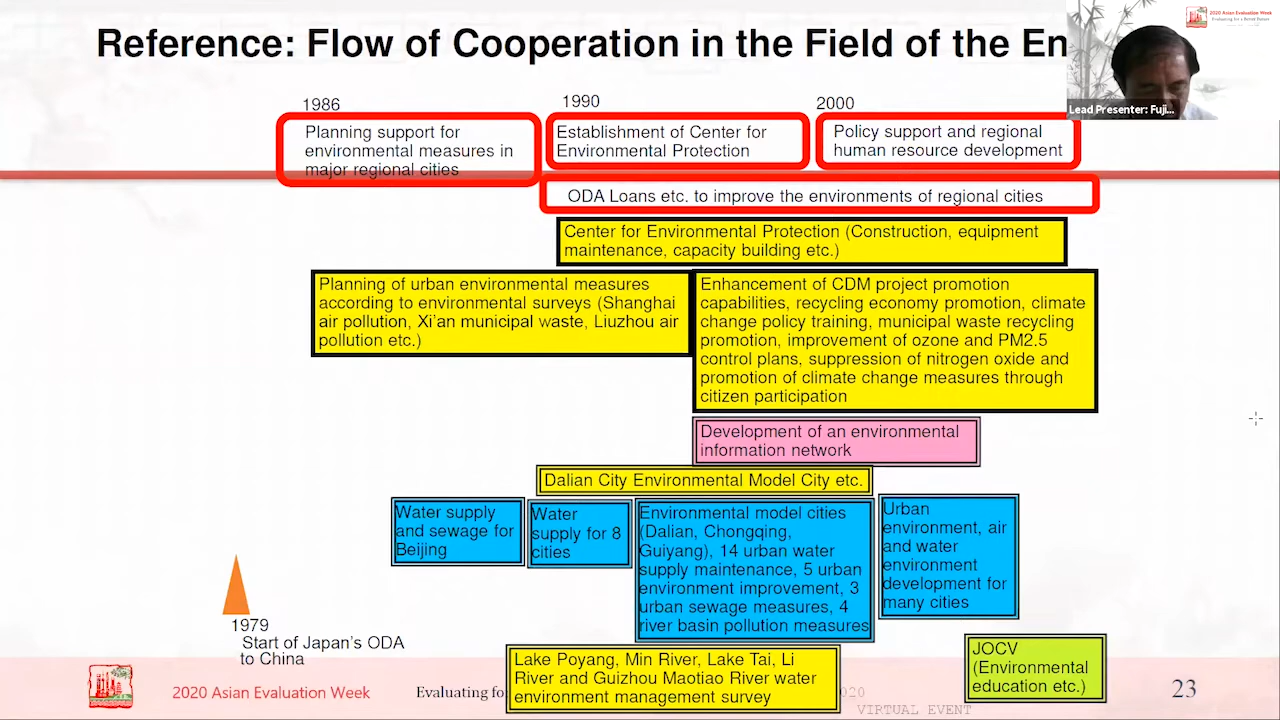 Reference: Flow of Cooperation in the Field of the En
2020 Asian Evaluation Week
Evaluating for a Better Future
Lead Presenter: Fuji...
1986
1990
2000
Planning support for
environmental measures in
major regional cities
Establishment of Center for
Environmental Protection
Policy support and regional
human resource development
ODA Loans etc. to improve the environments of regional cities
Center for Environmental Protection (Construction, equipment
maintenance, capacity building etc.)
Planning of urban environmental measures
according to environmental surveys (Shanghai
air pollution, Xi'an municipal waste, Liuzhou air
pollution etc.)
Enhancement of CDM project promotion
capabilities, recycling economy promotion, climate
change policy training, municipal waste recycling
promotion, improvement of ozone and PM2.5
control plans, suppression of nitrogen oxide and
promotion of climate change measures through
citizen participation
Development of an environmental
information network
Dalian City Environmental Model City etc.
Water supply
and sewage for
Beijing
Water
supply for 8
cities
Environmental model cities
(Dalian, Chongqing,
Guiyang), 14 urban water
supply maintenance, 5 urban
environment improvement, 3
urban sewage measures, 4
river basin pollution measures
Urban
environment, air
and water
environment
development for
many cities
1979
Start of Japan's ODA
to China
Lake Poyang, Min River, Lake Tai, Li
River and Guizhou Maotiao River water
environment management survey
JOCV
(Environmental
education etc.)
2020 Asian Evaluation Week
Evaluating fo
020
VIRTUAL EVENT
23